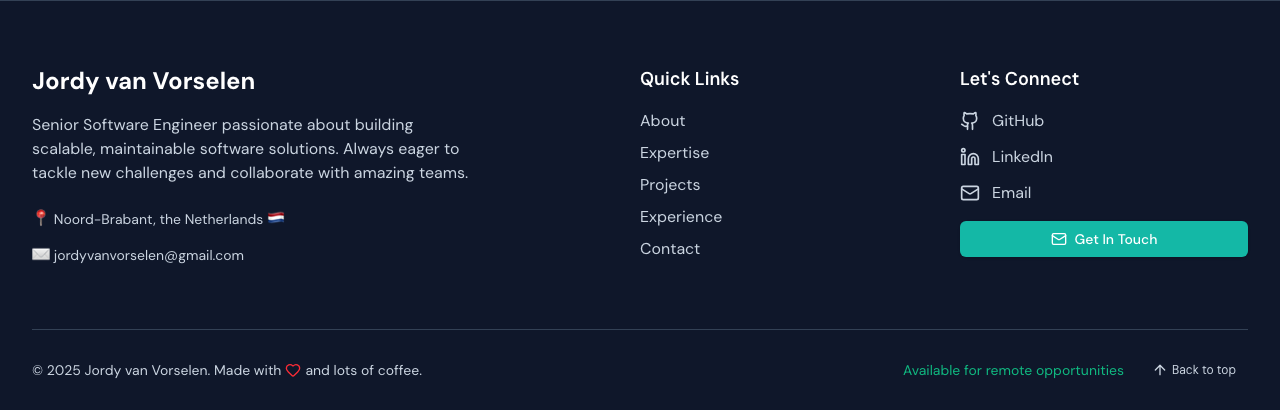 Jordy van Vorselen
Senior Software Engineer passionate about building
scalable, maintainable software solutions. Always eager to
tackle new challenges and collaborate with amazing teams.
📍 Noord-Brabant, the Netherlands 🇳🇱
✉️ jordyvanvorselen@gmail.com
Quick Links
About
Expertise
Projects
Experience
Contact
Let's Connect
GitHub
LinkedIn
Email
Get In Touch
© 2025 Jordy van Vorselen. Made with ♡ and lots of coffee.
Available for remote opportunities
↑ Back to top